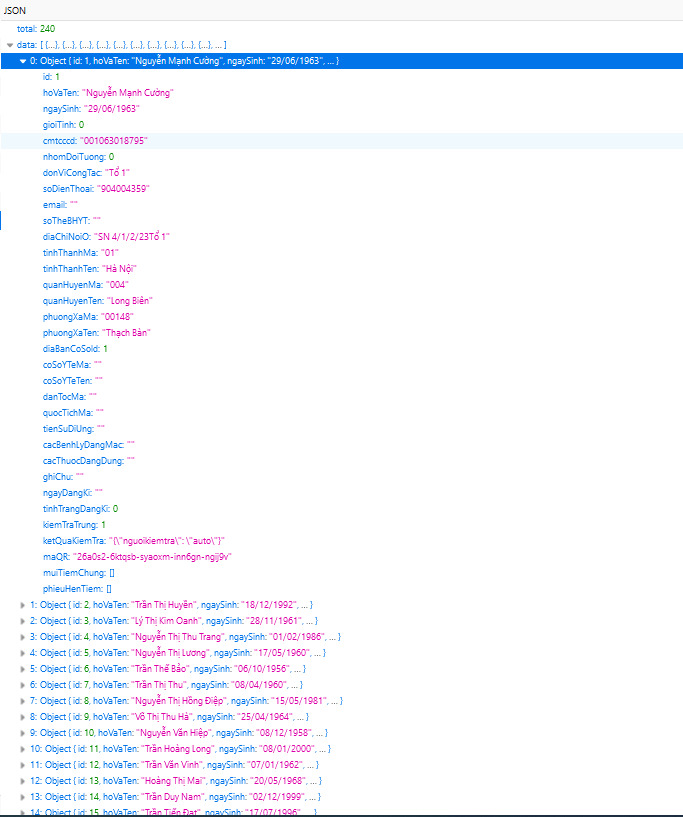 JSON
total: 240
data: [ {…}, {…}, {…}, {…}, {…}, {…}, {…}, {…}, {…}, {…}, … ]
0: Object { id: 1, hoVaTen: "Nguyễn Mạnh Cường", ngaySinh: "29/06/1963", … }
id: 1
hoVaTen: "Nguyễn Mạnh Cường"
ngaySinh: "29/06/1963"
gioiTinh: 0
cmtcccd: "001063018795"
nhomDoiTuong: 0
donViCongTac: "Tổ 1"
soDienThoai: "904004359"
email: ""
soTheBHYT: ""
diaChiNoiO: "SN 4/1/2/23Tổ 1"
tinhThanhMa: "01"
tinhThanhTen: "Hà Nội"
quanHuyenMa: "004"
quanHuyenTen: "Long Biên"
phuongXaMa: "00148"
phuongXaTen: "Thạch Bàn"
diaBanCoSoId: 1
coSoYTeMa: ""
coSoYTeTen: ""
danTocMa: ""
quocTichMa: ""
tienSuDiUng: ""
cacBenhLyDangMac: ""
cacThuocDangDung: ""
ghiChu: ""
ngayDangKi: ""
tinhTrangDangKi: 0
kiemTraTrung: 1
ketQuaKiemTra: "{\"nguoikiemtra\": \"auto\"}"
maQR: "26a0s2-6ktqsb-syaoxm-inn6gn-ngij9v"
muiTiemChung: []
phieuHenTiem: []
1: Object { id: 2, hoVaTen: "Trần Thị Huyền", ngaySinh: "18/12/1992", … }
2: Object { id: 3, hoVaTen: "Lý Thị Kim Oanh", ngaySinh: "28/11/1961", … }
3: Object { id: 4, hoVaTen: "Nguyễn Thị Thu Trang", ngaySinh: "01/02/1986", … }
4: Object { id: 5, hoVaTen: "Nguyễn Thị Lương", ngaySinh: "17/05/1960", … }
5: Object { id: 6, hoVaTen: "Trần Thế Bảo", ngaySinh: "06/10/1956", … }
6: Object { id: 7, hoVaTen: "Trần Thị Thu", ngaySinh: "08/04/1960", … }
7: Object { id: 8, hoVaTen: "Nguyễn Thị Hồng Điệp", ngaySinh: "15/05/1981", … }
8: Object { id: 9, hoVaTen: "Võ Thị Thu Hà", ngaySinh: "25/04/1964", … }
9: Object { id: 10, hoVaTen: "Nguyễn Văn Hiệp", ngaySinh: "08/12/1958", … }
10: Object { id: 11, hoVaTen: "Trần Hoàng Long", ngaySinh: "08/01/2000", … }
11: Object { id: 12, hoVaTen: "Trần Văn Vinh", ngaySinh: "07/01/1962", … }
12: Object { id: 13, hoVaTen: "Hoàng Thị Mai", ngaySinh: "20/05/1968", … }
13: Object { id: 14, hoVaTen: "Trần Duy Nam", ngaySinh: "02/12/1999", … }
14: Object { id: 15, hoVaTen: "Trần Tiến Đạt", ngaySinh: "17/07/1996", … }